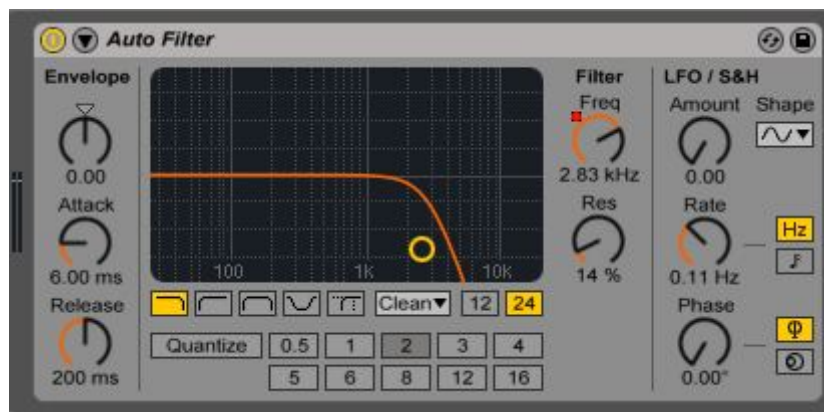 Auto Filter
Envelope
0.00
Attack
6.00 ms
Release
200 ms
100 1k 10k
Clean 12 24
Quantize 0.5 1 2 3 4
5 6 8 12 16
Filter
Freq
2.83 kHz
Res
14 %
LFO / S&H
Amount Shape
0.00
Rate
Hz
0.11 Hz
Phase
Φ
0.00°